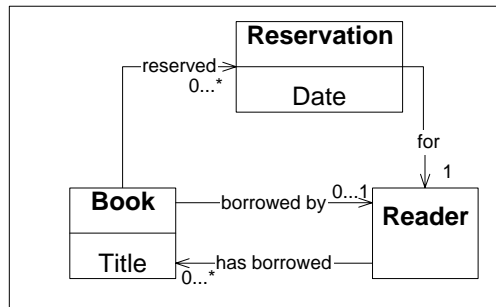 Reservation
reserved
0...*
Date
for
1
Book
borrowed by
0...1
Reader
Title
has borrowed
0...*